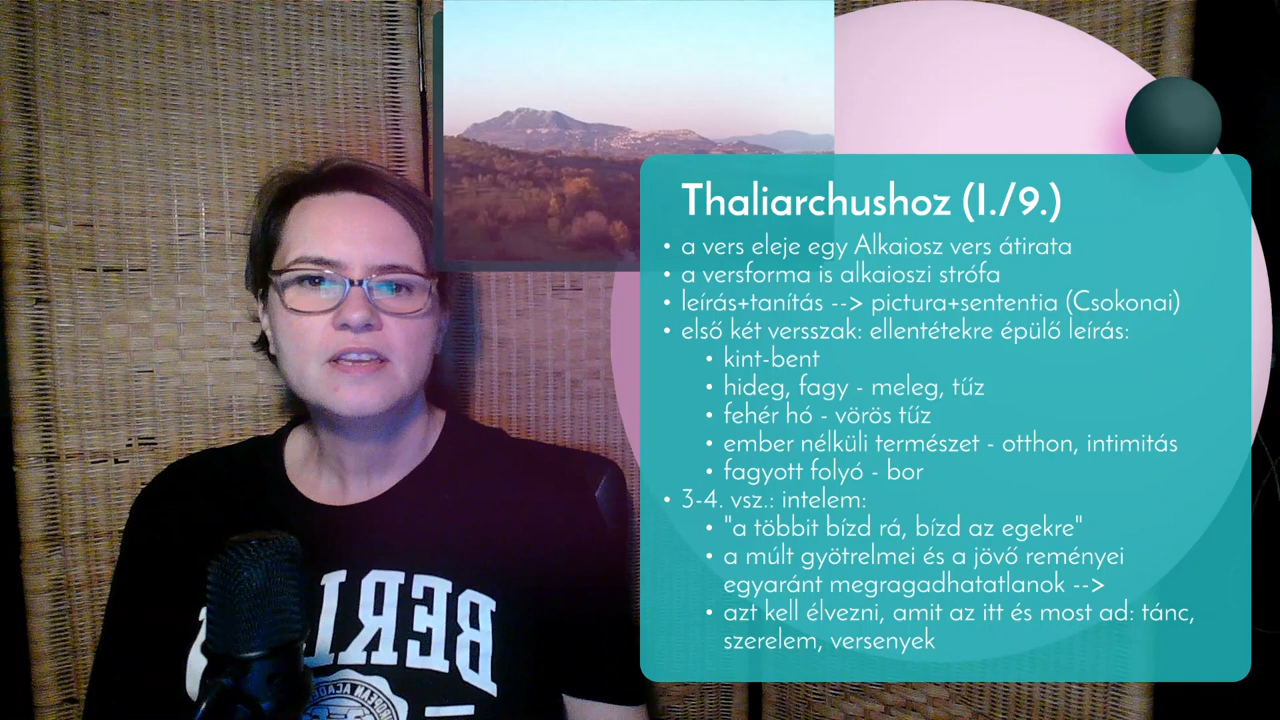 Thaliarchushoz (I./9.)
• a vers eleje egy Alkaiosz vers átirata
• a versforma is alkaioszi strófa
• leírás+tanítás --> pictura+sententia (Csokonai)
• első két versszak: ellentétekre épülő leírás:
• kint-bent
• hideg, fagy - meleg, tűz
• fehér hó - vörös tűz
• ember nélküli természet - otthon, intimitás
• fagyott folyó - bor
• 3-4. vsz.: intelem:
• "a többit bízd rá, bízd az egekre"
• a múlt gyötrelmei és a jövő reményei
egyaránt megragadhatatlanok -->
• azt kell élvezni, amit az itt és most ad: tánc,
szerelem, versenyek
BERLI